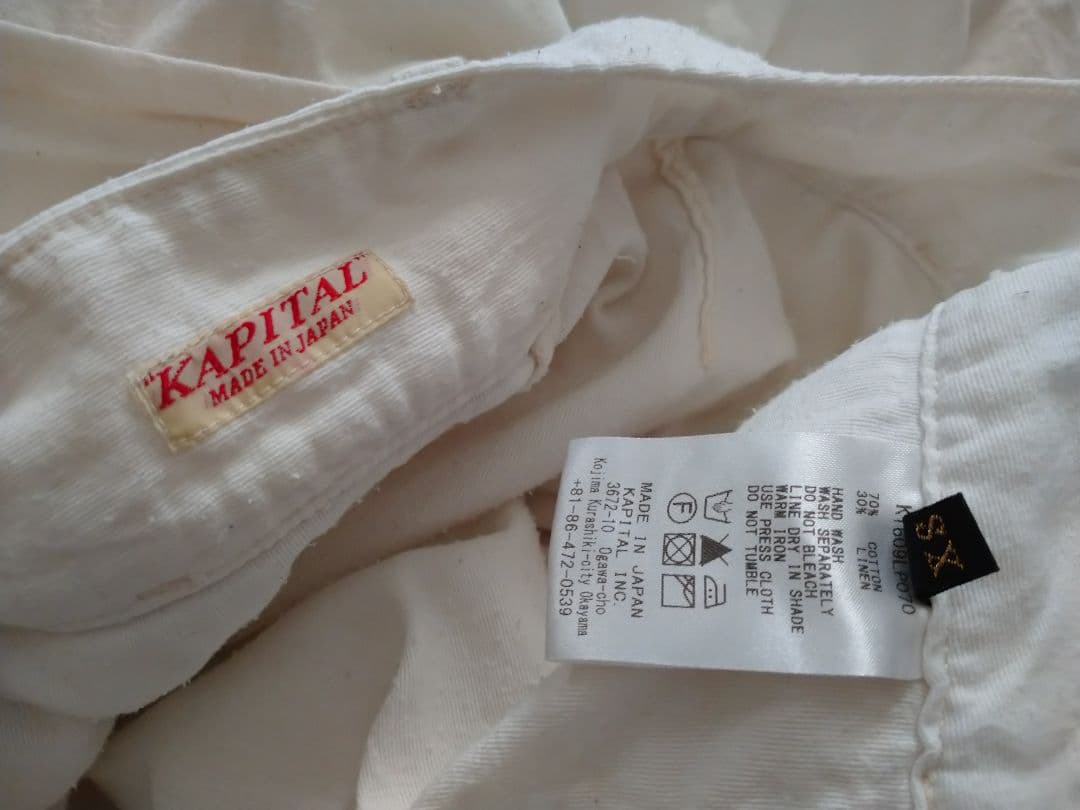 "KAPITAL"
MADE IN JAPAN
XS
K1609LP070
70% COTTON
30% LINEN
HAND WASH
WASH SEPARATELY
DO NOT BLEACH
LINE DRY IN SHADE
WARM IRON
USE PRESS CLOTH
DO NOT TUMBLE
F
MADE IN JAPAN
KAPITAL INC.
3672-10 Ogawa-cho
Kojima Kurashiki-city Okayama
+81-86-472-0539